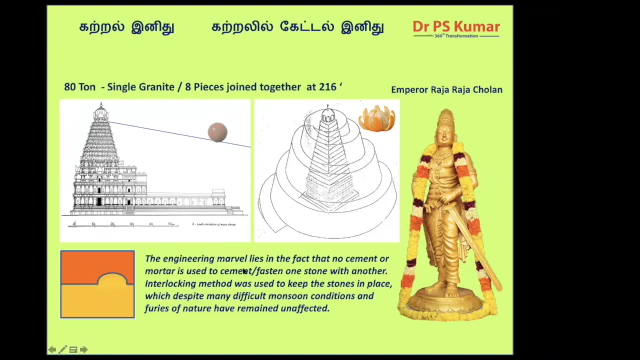 கற்றல் இனிது கற்றலில் கேட்டல் இனிது
Dr PS Kumar
360° Transformation
80 Ton - Single Granite / 8 Pieces joined together at 216 ‘
Emperor Raja Raja Cholan
The engineering marvel lies in the fact that no cement or
mortar is used to cement/fasten one stone with another.
Interlocking method was used to keep the stones in place,
which despite many difficult monsoon conditions and
furies of nature have remained unaffected.